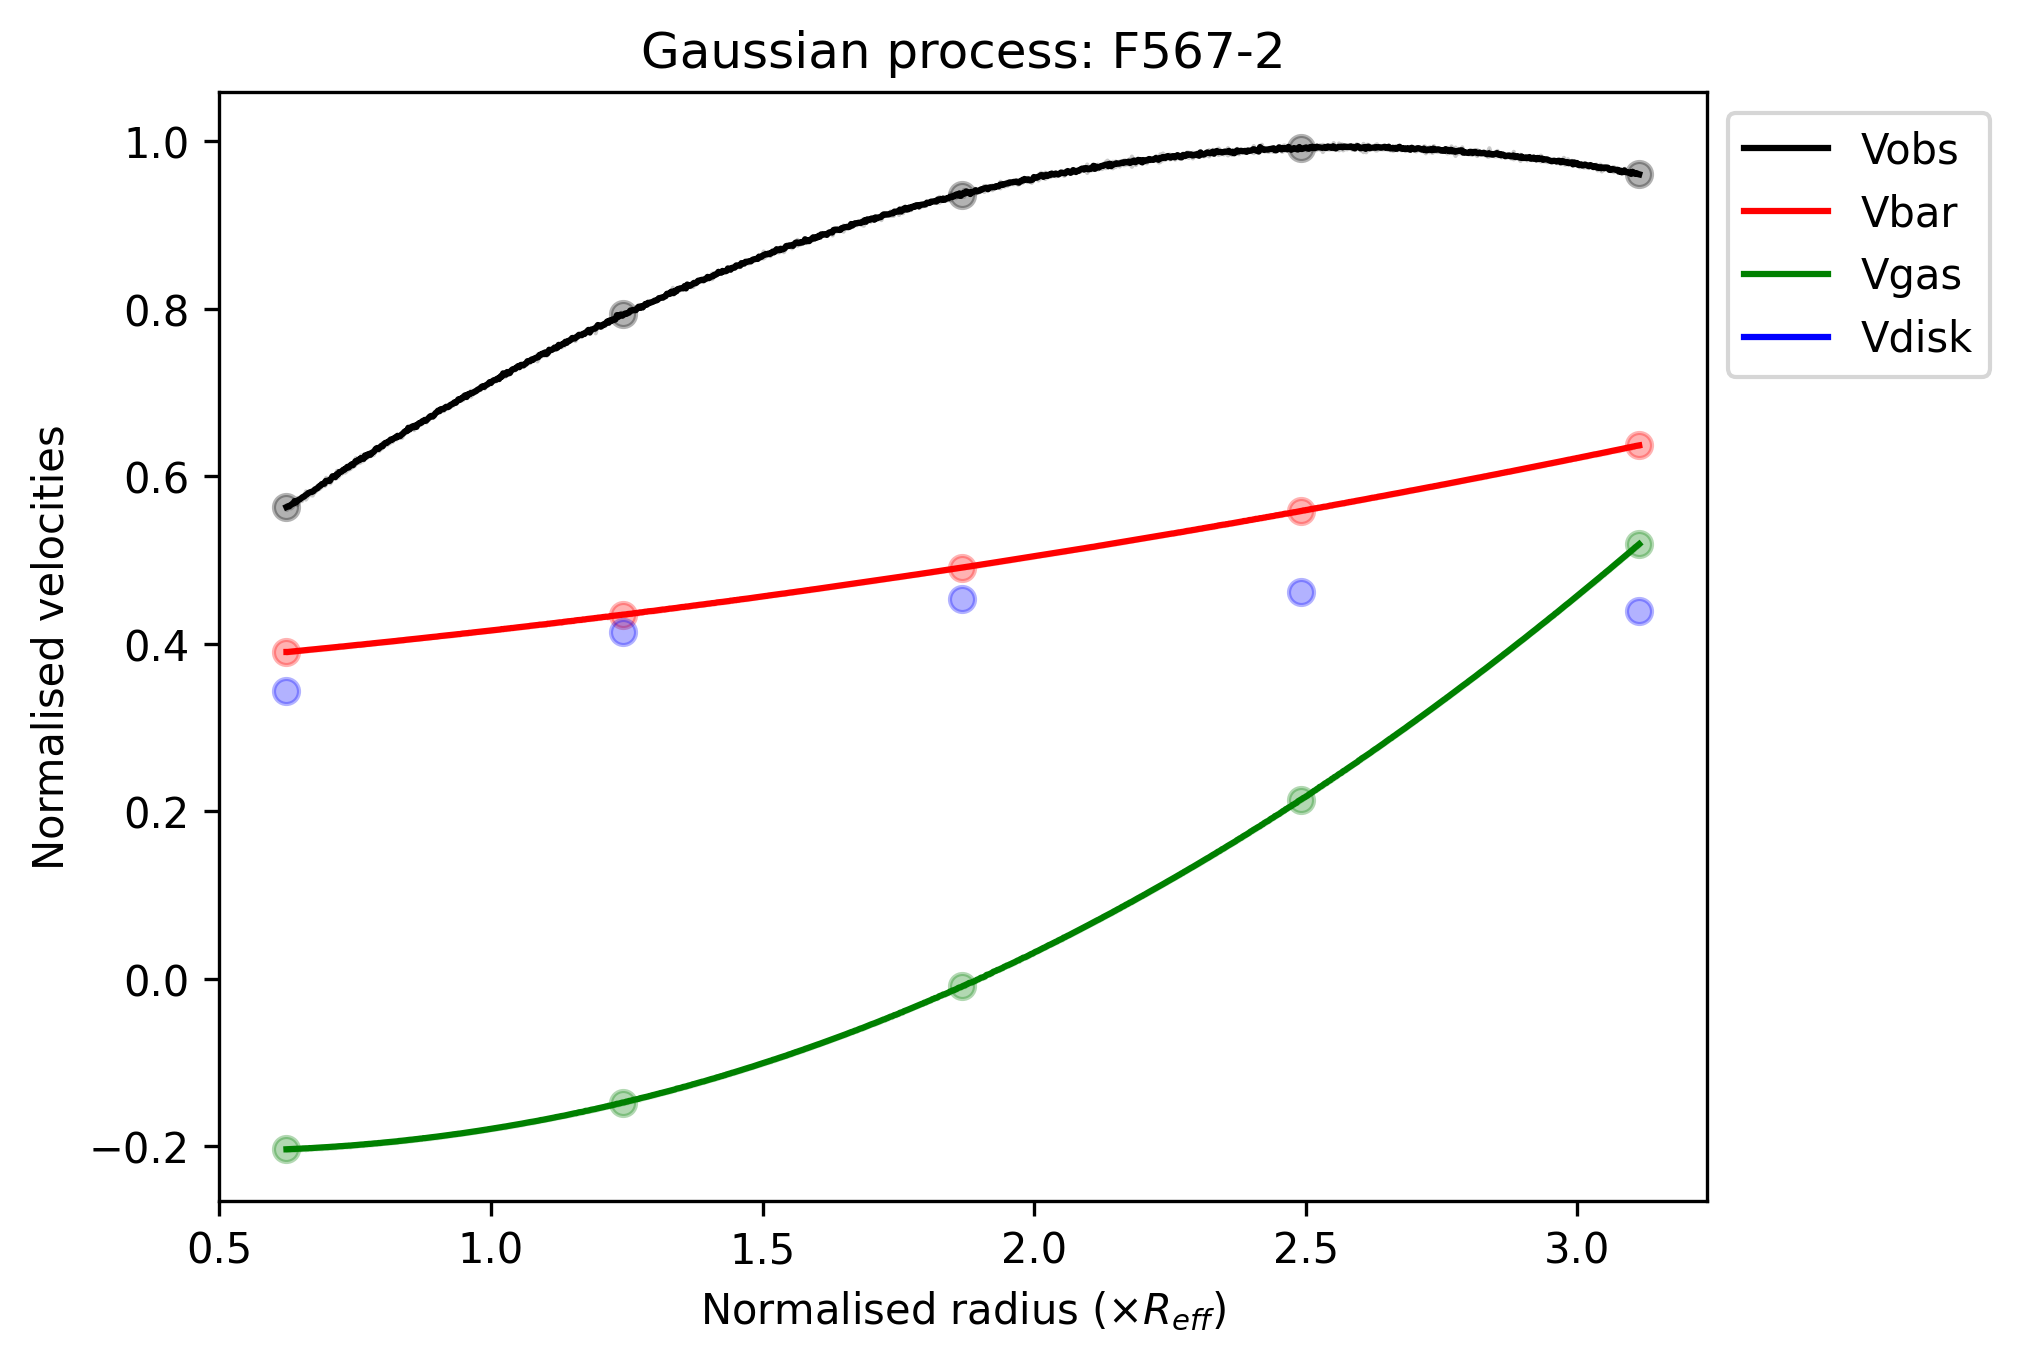 Gaussian process: F567-2
Normalised velocities
1.0
0.8
0.6
0.4
0.2
0.0
−0.2
0.5 1.0 1.5 2.0 2.5 3.0
Normalised radius (×R_eff)
Vobs
Vbar
Vgas
Vdisk